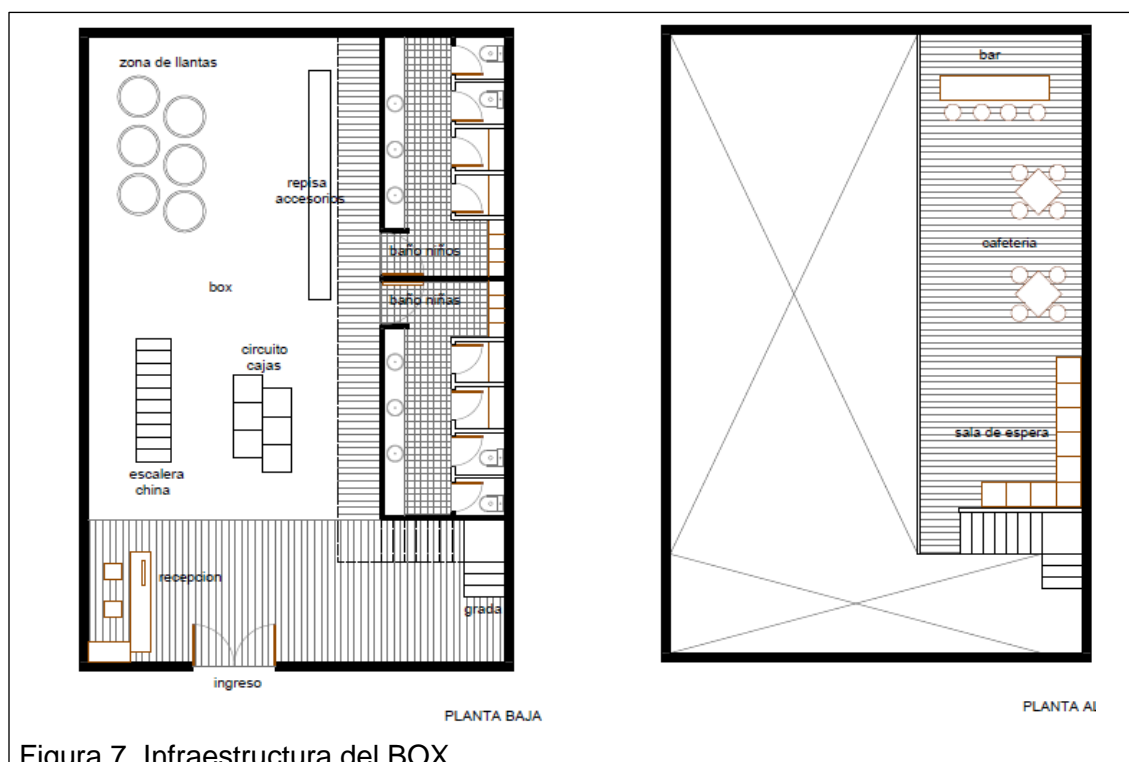 zona de llantas
repisa
accesorios
baño niños
box
baño niñas
circuito
cajas
escalera
china
recepcion
grada
ingreso
PLANTA BAJA
bar
cafeteria
sala de espera
PLANTA AL
Figura 7. Infraestructura del BOX